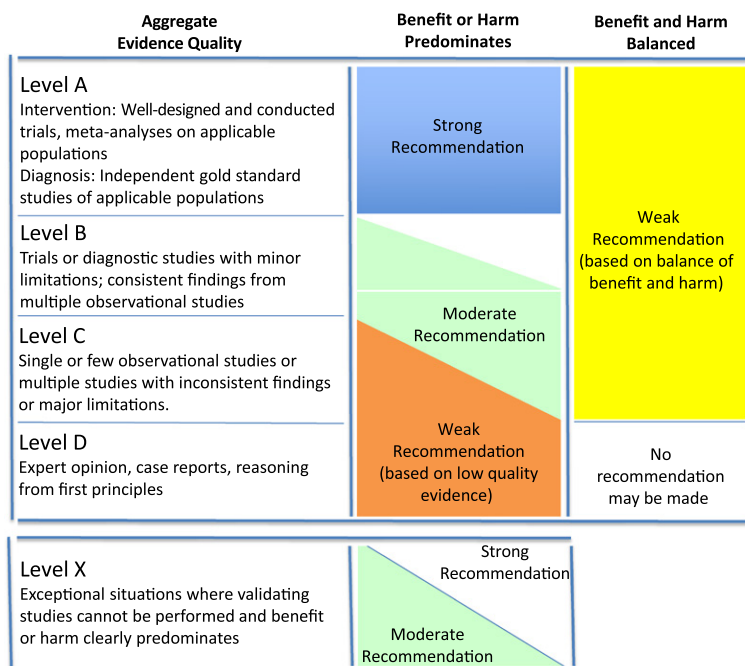 Aggregate
Evidence Quality
Benefit or Harm
Predominates
Benefit and Harm
Balanced
Level A
Intervention: Well-designed and conducted
trials, meta-analyses on applicable
populations
Diagnosis: Independent gold standard
studies of applicable populations
Strong
Recommendation
Weak
Recommendation
(based on balance of
benefit and harm)
Level B
Trials or diagnostic studies with minor
limitations; consistent findings from
multiple observational studies
Moderate
Recommendation
Level C
Single or few observational studies or
multiple studies with inconsistent findings
or major limitations.
Level D
Expert opinion, case reports, reasoning
from first principles
Weak
Recommendation
(based on low quality
evidence)
No
recommendation
may be made
Level X
Exceptional situations where validating
studies cannot be performed and benefit
or harm clearly predominates
Strong
Recommendation
Moderate
Recommendation